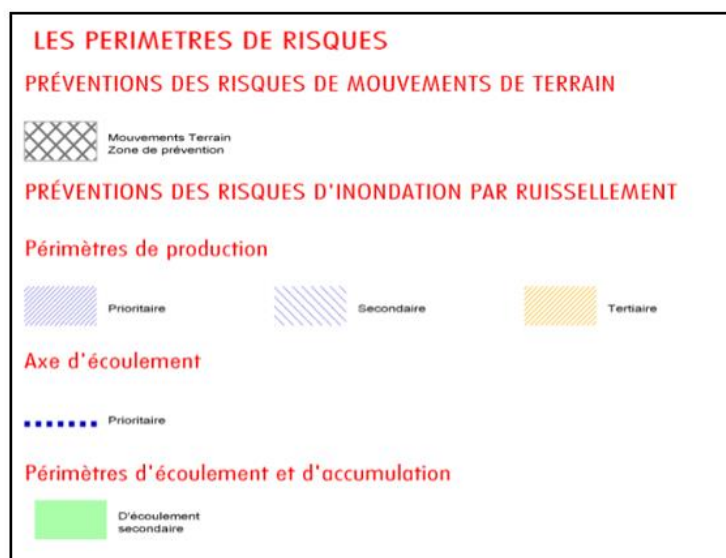 LES PERIMETRES DE RISQUES
PRÉVENTIONS DES RISQUES DE MOUVEMENTS DE TERRAIN
Mouvements Terrain
Zone de prévention
PRÉVENTIONS DES RISQUES D'INONDATION PAR RUISSELLEMENT
Périmètres de production
Prioritaire Secondaire Tertiaire
Axe d'écoulement
Prioritaire
Périmètres d'écoulement et d'accumulation
D'écoulement
secondaire